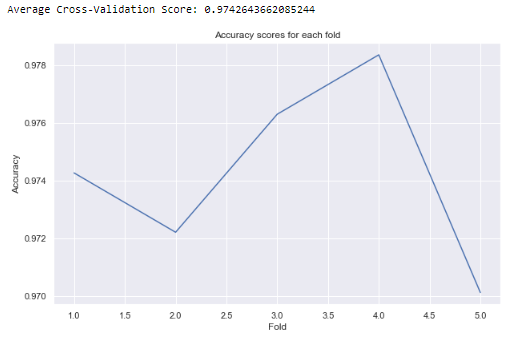 Average Cross-Validation Score: 0.9742643662085244
Accuracy scores for each fold
0.978
0.976
0.974
0.972
0.970
Accuracy
1.0 1.5 2.0 2.5 3.0 3.5 4.0 4.5 5.0
Fold